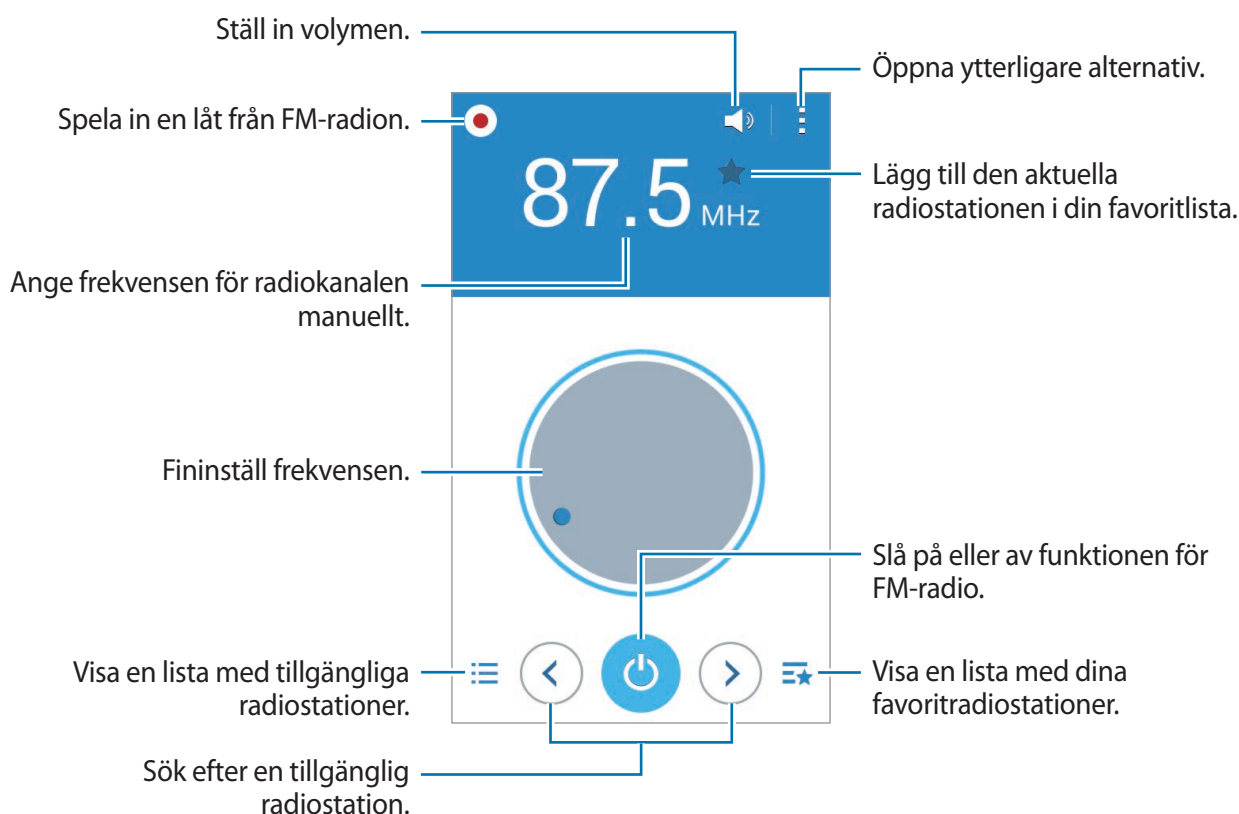 Ställ in volymen.
Öppna ytterligare alternativ.
Spela in en låt från FM-radion.
87.5 MHz
Lägg till den aktuella
radiostationen i din favoritlista.
Ange frekvensen för radiokanalen
manuellt.
Fininställ frekvensen.
Slå på eller av funktionen för
FM-radio.
Visa en lista med tillgängliga
radiostationer.
Visa en lista med dina
favoritradiostationer.
Sök efter en tillgänglig
radiostation.